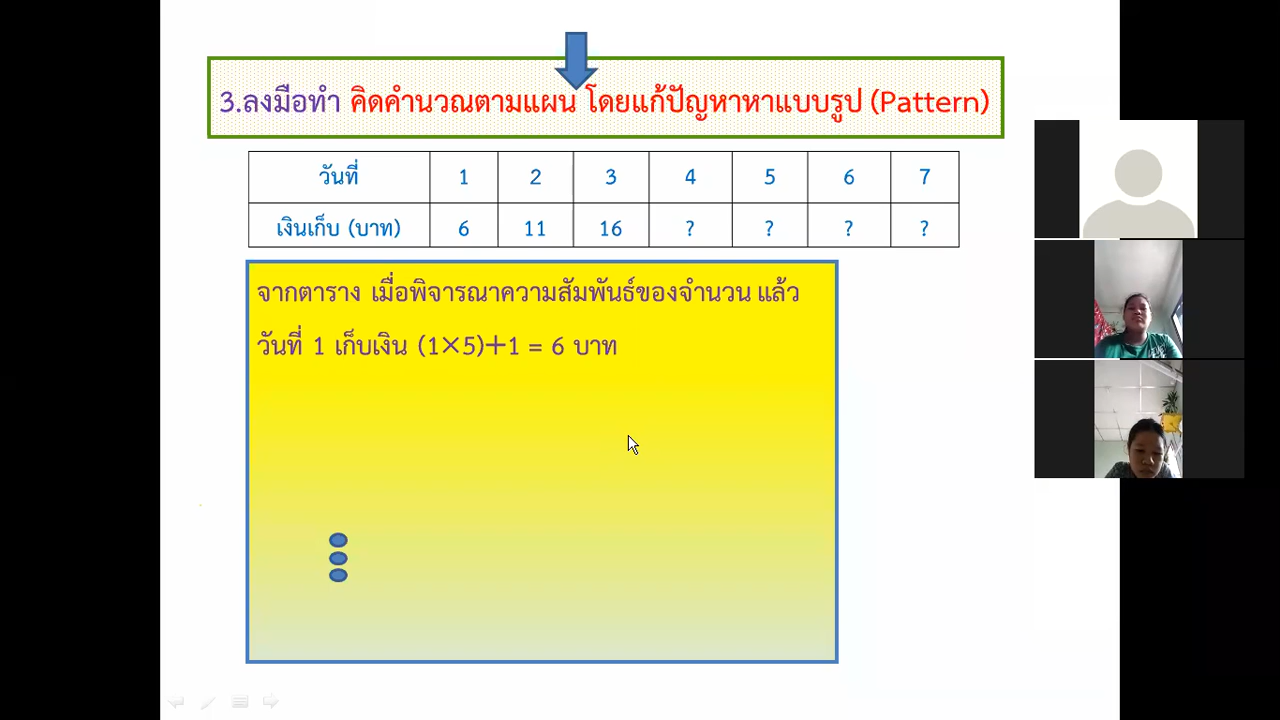 3.ลงมือทำ คิดคำนวณตามแผน โดยแก้ปัญหาหาแบบรูป (Pattern)
วันที่ 1 2 3 4 5 6 7
เงินเก็บ (บาท) 6 11 16 ? ? ? ?
จากตาราง เมื่อพิจารณาความสัมพันธ์ของจำนวน แล้ว
วันที่ 1 เก็บเงิน (1×5)+1 = 6 บาท